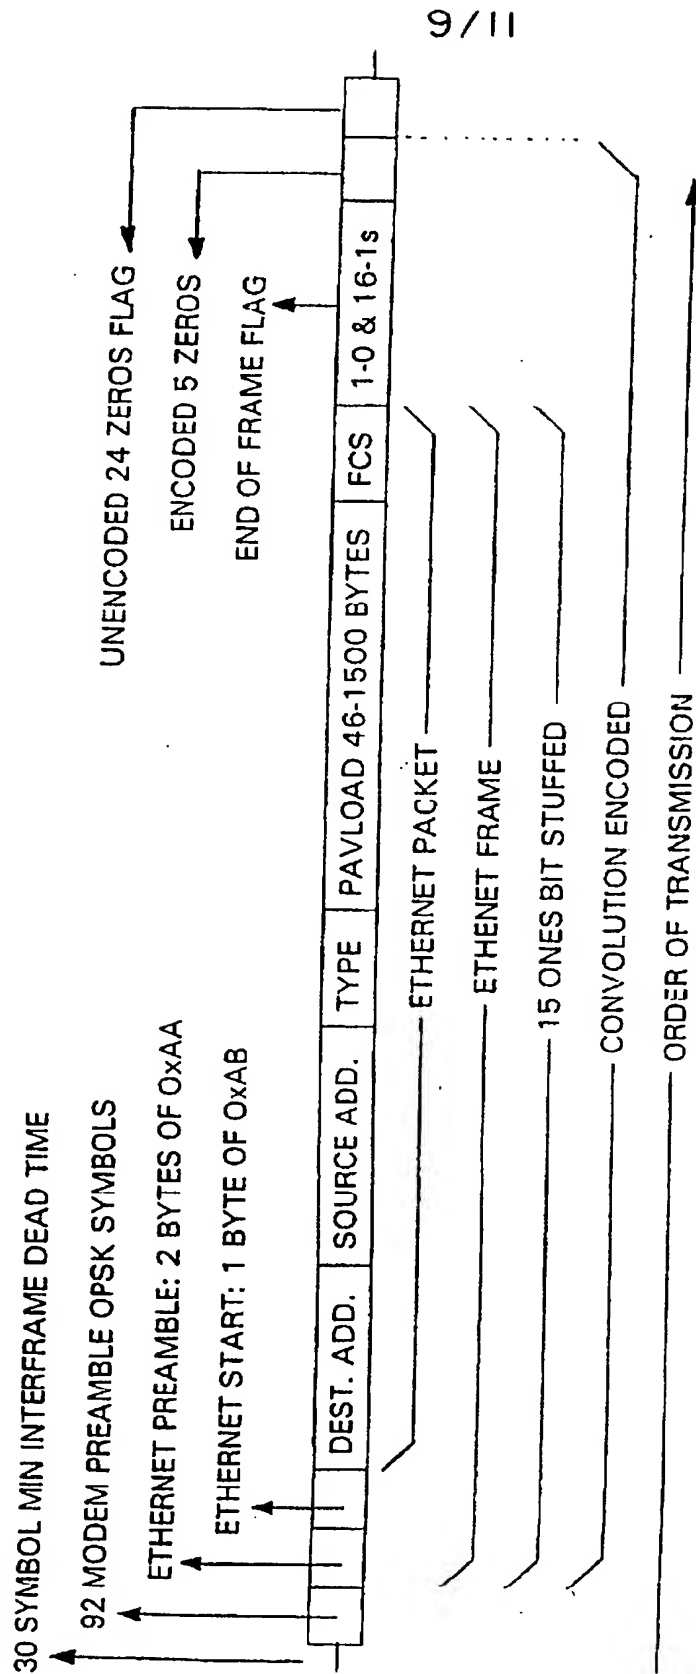 9/11
30 SYMBOL MIN INTERFRAME DEAD TIME
92 MODEM PREAMBLE OPSK SYMBOLS
ETHERNET PREAMBLE: 2 BYTES OF OxAA
ETHERNET START: 1 BYTE OF OxAB
UNENCODED 24 ZEROS FLAG
ENCODED 5 ZEROS
END OF FRAME FLAG
DEST. ADD.
SOURCE ADD.
TYPE
PAVLOAD 46-1500 BYTES
FCS
1-0 & 16-1s
ETHERNET PACKET
ETHENET FRAME
15 ONES BIT STUFFED
CONVOLUTION ENCODED
ORDER OF TRANSMISSION